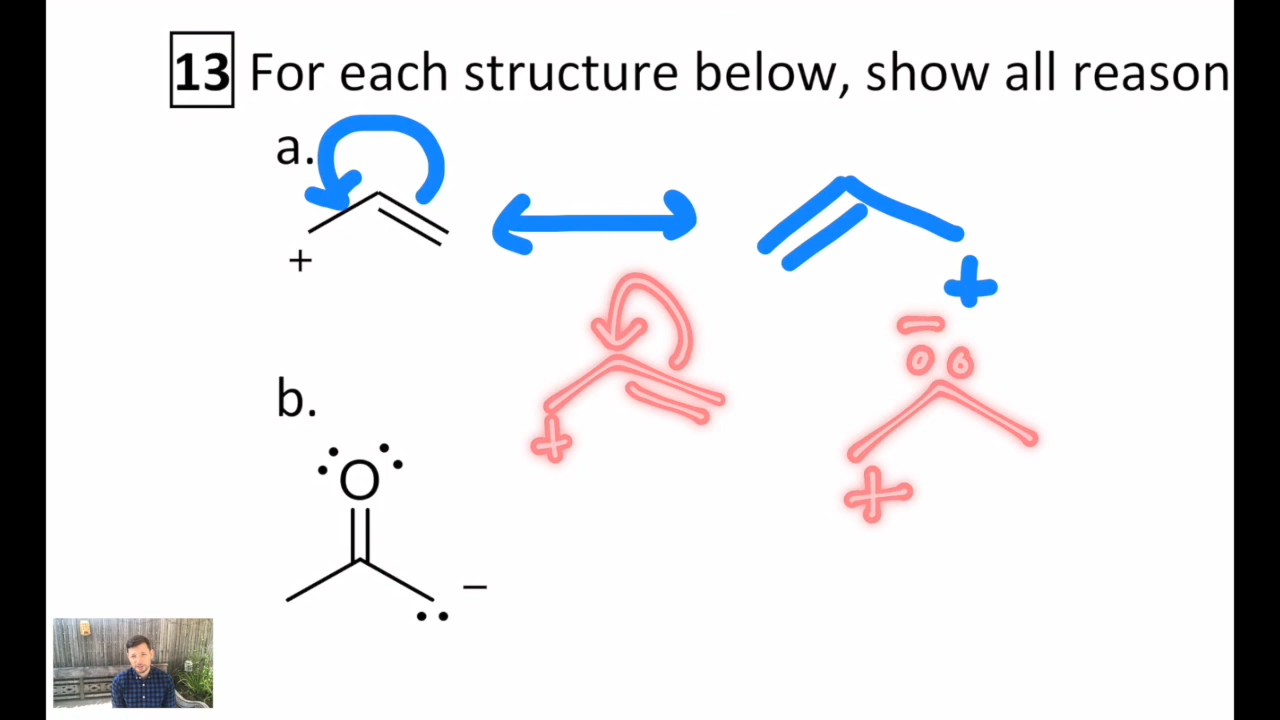 13 For each structure below, show all reason
a.
+
+
+
−
+
b.
O
−